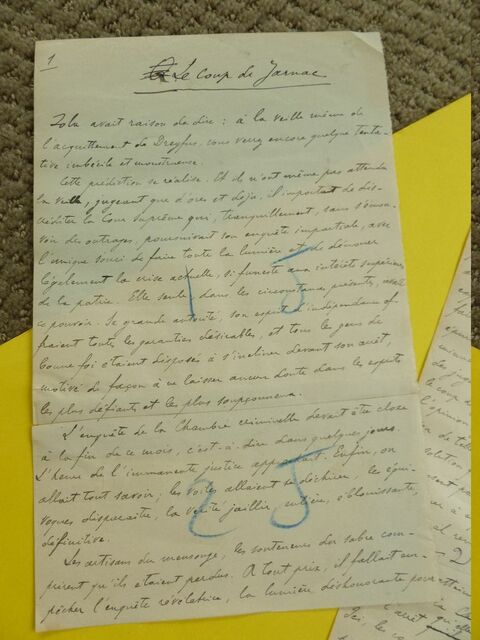 1
Le Coup de Jarnac
Zola avait raison de dire : à la veille même de
l'acquittement de Dreyfus, vous verrez encore quelque tenta-
tive imbécile et monstrueuse.
Cette prédiction se réalise. Et ils n'ont même pas attendu
la veille, jugeant que d'ores et déjà, il importait de dis-
créditer la Cour suprême qui, tranquillement, sans s'émou-
voir des outrages, poursuivait son enquête impartiale, avec
l'unique souci de faire toute la lumière et de dénouer
légalement la crise actuelle, si funeste aux intérêts supérieurs
de la patrie. Elle seule, dans les circonstances présentes, avait
ce pouvoir. Sa grande autorité, son esprit d'indépendance of-
fraient toutes les garanties désirables, et tous les gens de
bonne foi étaient disposés à s'incliner devant son arrêt,
motivé de façon à ne laisser aucun doute dans les esprits
les plus défiants et les plus soupçonneux.
L'enquête de la Chambre criminelle devait être close
à la fin de ce mois, c'est-à-dire dans quelques jours.
L'heure de l'immanente justice approchait. Enfin, on
allait tout savoir ; les voiles allaient se déchirer, les équi-
voques disparaître, la vérité jaillir, entière, éblouissante,
définitive.
Les artisans du mensonge, les souteneurs du sabre com-
prirent qu'ils étaient perdus. A tout prix, il fallait em-
pêcher l'enquête révélatrice, la lumière déshonorante pour